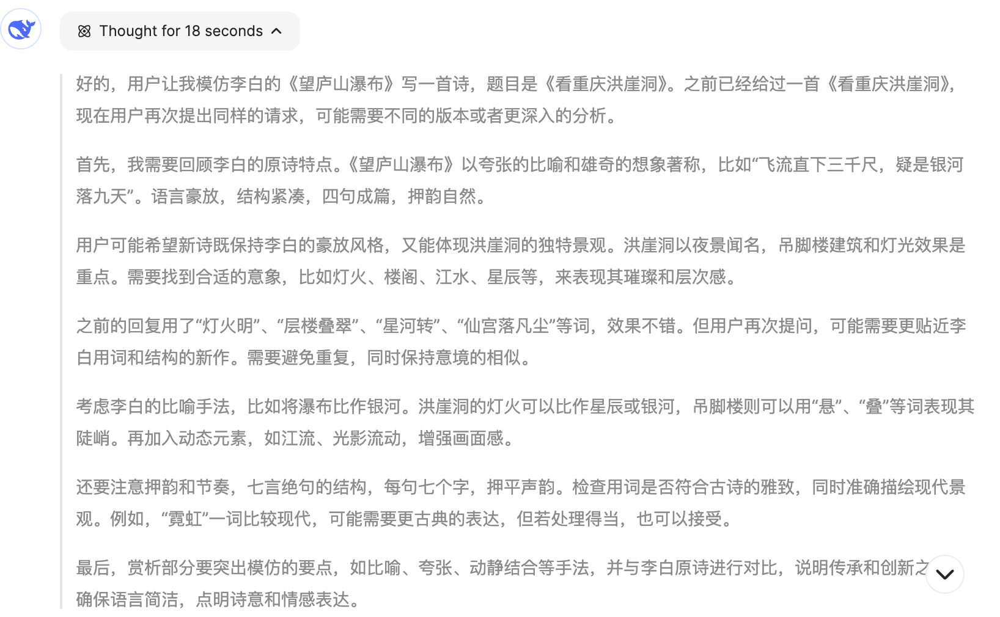 Thought for 18 seconds
好的，用户让我模仿李白的《望庐山瀑布》写一首诗，题目是《看重庆洪崖洞》。之前已经给过一首《看重庆洪崖洞》，
现在用户再次提出同样的请求，可能需要不同的版本或者更深入的分析。
首先，我需要回顾李白的原诗特点。《望庐山瀑布》以夸张的比喻和雄奇的想象著称，比如“飞流直下三千尺，疑是银河
落九天”。语言豪放，结构紧凑，四句成篇，押韵自然。
用户可能希望新诗既保持李白的豪放风格，又能体现洪崖洞的独特景观。洪崖洞以夜景闻名，吊脚楼建筑和灯光效果是
重点。需要找到合适的意象，比如灯火、楼阁、江水、星辰等，来表现其璀璨和层次感。
之前的回复用了“灯火明”、“层楼叠翠”、“星河转”、“仙宫落凡尘”等词，效果不错。但用户再次提问，可能需要更贴近李
白用词和结构的新作。需要避免重复，同时保持意境的相似。
考虑李白的比喻手法，比如将瀑布比作银河。洪崖洞的灯火可以比作星辰或银河，吊脚楼则可以用“悬”、“叠”等词表现其
陡峭。再加入动态元素，如江流、光影流动，增强画面感。
还要注意押韵和节奏，七言绝句的结构，每句七个字，押平声韵。检查用词是否符合古诗的雅致，同时准确描绘现代景
观。例如，“霓虹”一词比较现代，可能需要更古典的表达，但若处理得当，也可以接受。
最后，赏析部分要突出模仿的要点，如比喻、夸张、动静结合等手法，并与李白原诗进行对比，说明传承和创新之
确保语言简洁，点明诗意和情感表达。